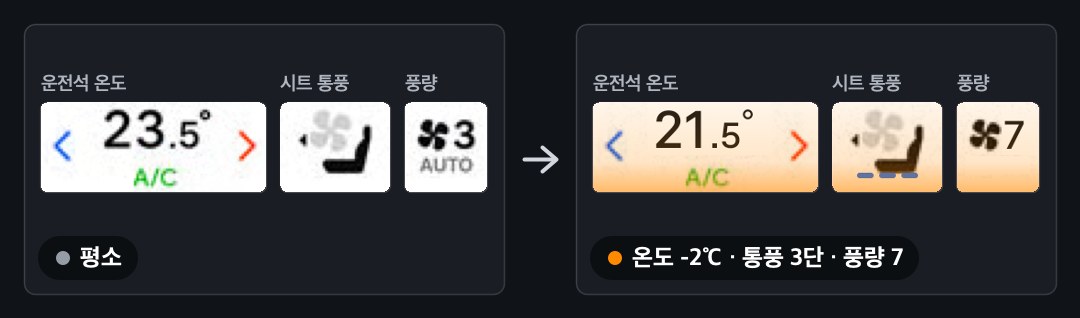 운전석 온도 시트 통풍 풍량
23.5° 3
A/C AUTO
평소
운전석 온도 시트 통풍 풍량
21.5° 7
A/C
온도 -2℃ · 통풍 3단 · 풍량 7